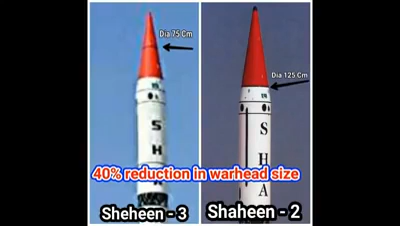 Dia 75 Cm
Dia 125 Cm
S H
S H A
40% reduction in warhead size
Sheheen - 3
Shaheen - 2